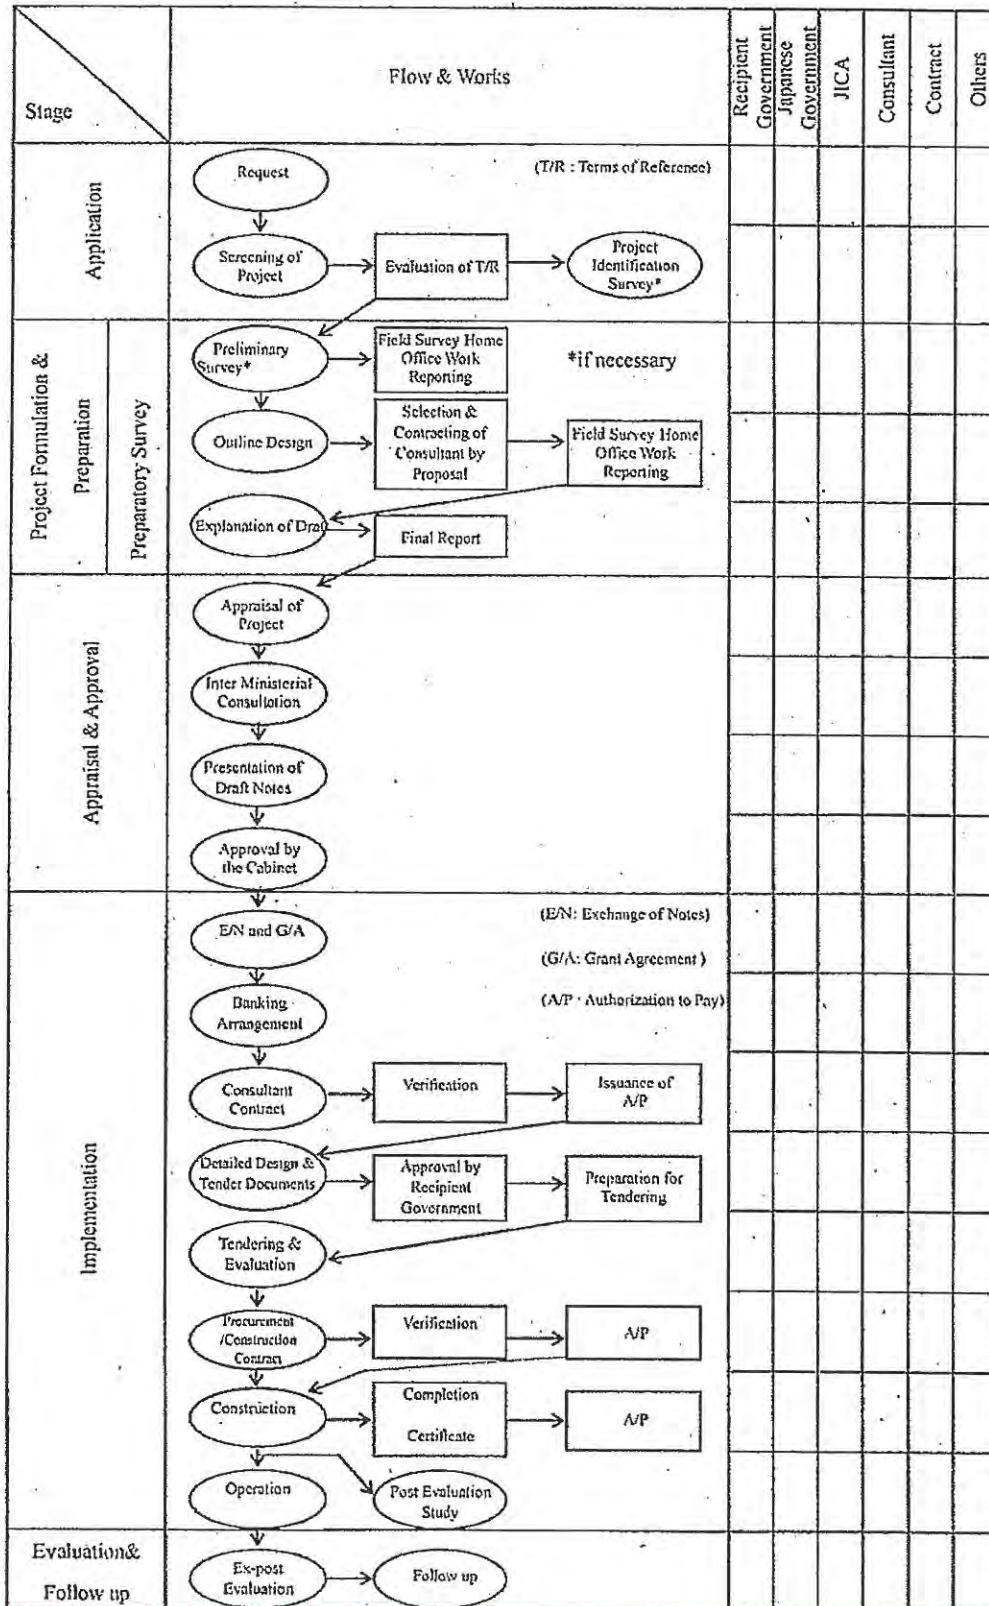 Stage
Flow & Works
Recipient
Government
Japanese
Government
JICA
Consultant
Contract
Others
Application
Request
(T/R : Terms of Reference)
Screening of
Project
Evaluation of T/R
Project
Identification
Survey*
Project Formulation &
Preparation
Preparatory Survey
Preliminary
Survey*
Field Survey Home
Office Work
Reporting
*if necessary
Outline Design
Selection &
Contracting of
Consultant by
Proposal
Field Survey Home
Office Work
Reporting
Explanation of Draft
Final Report
Appraisal & Approval
Appraisal of
Project
Inter Ministerial
Consultation
Presentation of
Draft Notes
Approval by
the Cabinet
Implementation
E/N and G/A
(E/N: Exchange of Notes)
(G/A: Grant Agreement )
(A/P : Authorization to Pay)
Banking
Arrangement
Consultant
Contract
Verification
Issuance of
A/P
Detailed Design &
Tender Documents
Approval by
Recipient
Government
Preparation for
Tendering
Tendering &
Evaluation
Procurement
/Construction
Contract
Verification
A/P
Construction
Completion
Certificate
A/P
Operation
Post Evaluation
Study
Evaluation&
Follow up
Ex-post
Evaluation
Follow up